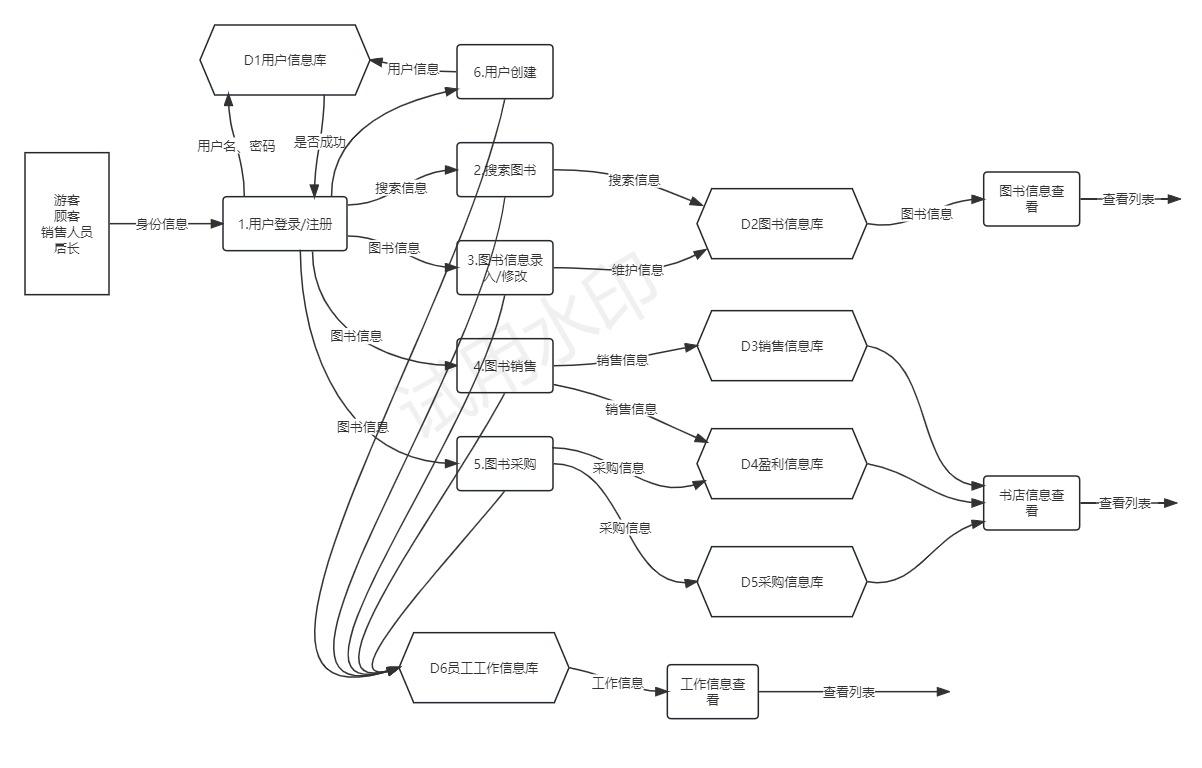 D1用户信息库
用户信息
6.用户创建
用户名、 密码
是否成功
游客
顾客
销售人员
店长
身份信息
1.用户登录/注册
搜索信息
2.搜索图书
搜索信息
图书信息
3.图书信息录
入/修改
维护信息
D2图书信息库
图书信息
图书信息查
看
查看列表
图书信息
4.图书销售
销售信息
D3销售信息库
销售信息
图书信息
5.图书采购
采购信息
D4盈利信息库
采购信息
D5采购信息库
书店信息查
看
查看列表
D6员工工作信息库
工作信息
工作信息查
看
查看列表
试用水印